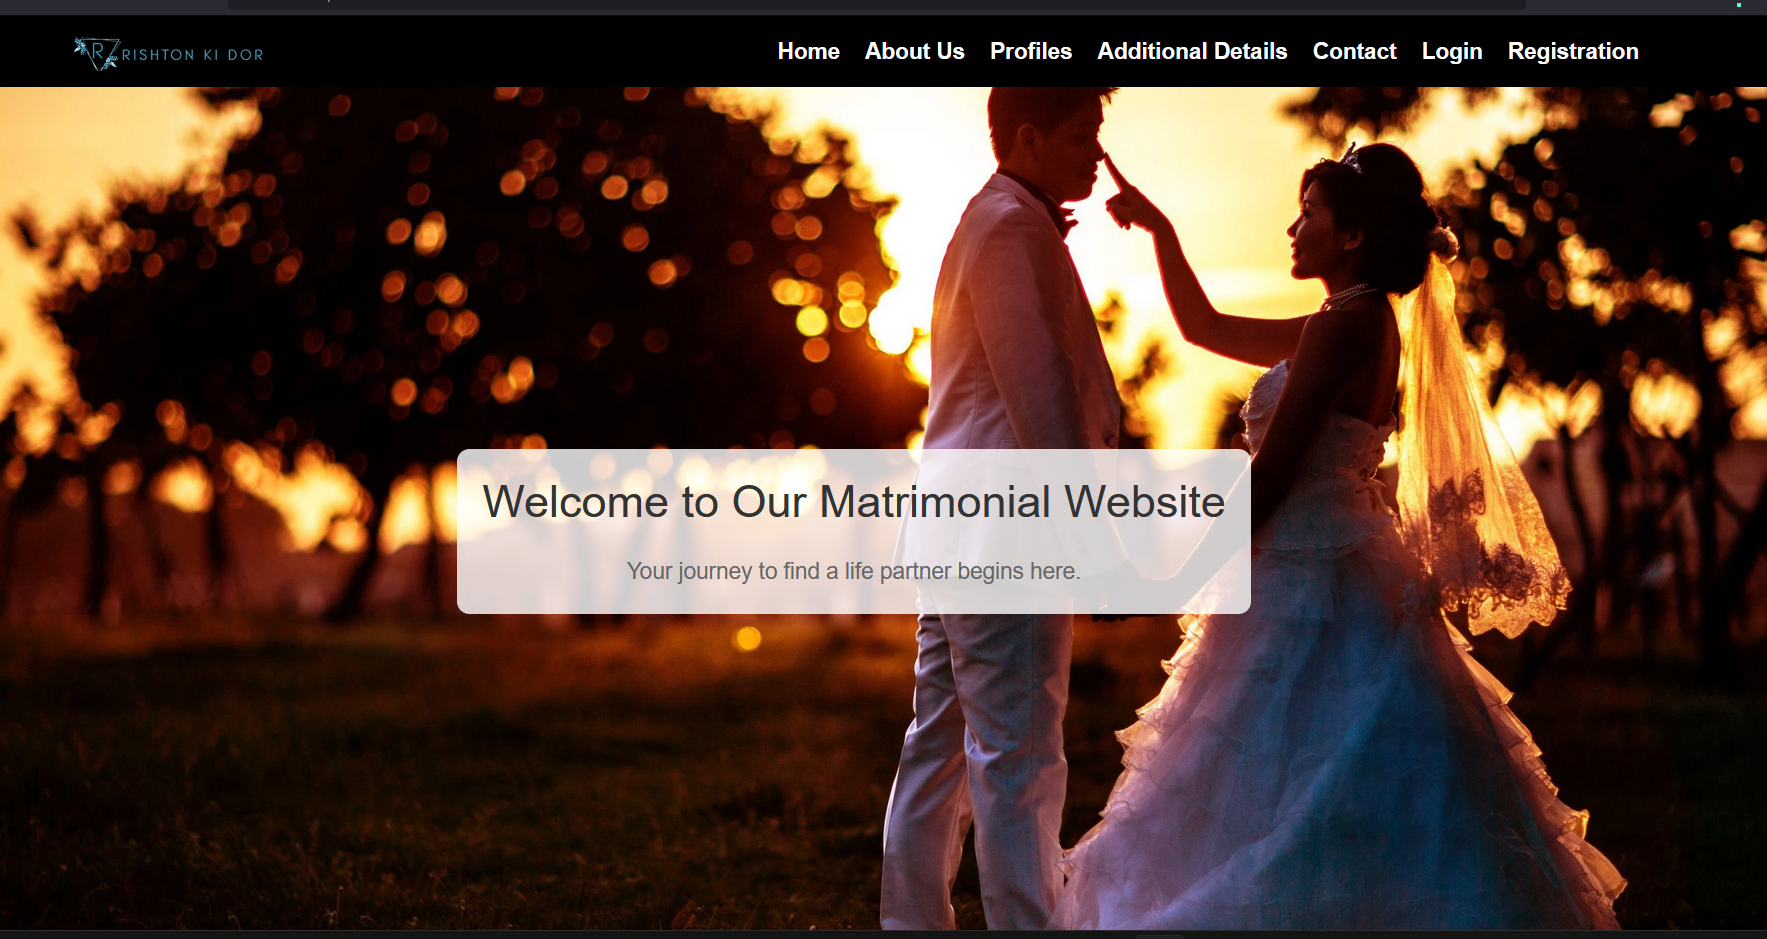 RZ RISHTON KI DOR
Home About Us Profiles Additional Details Contact Login Registration
Welcome to Our Matrimonial Website
Your journey to find a life partner begins here.